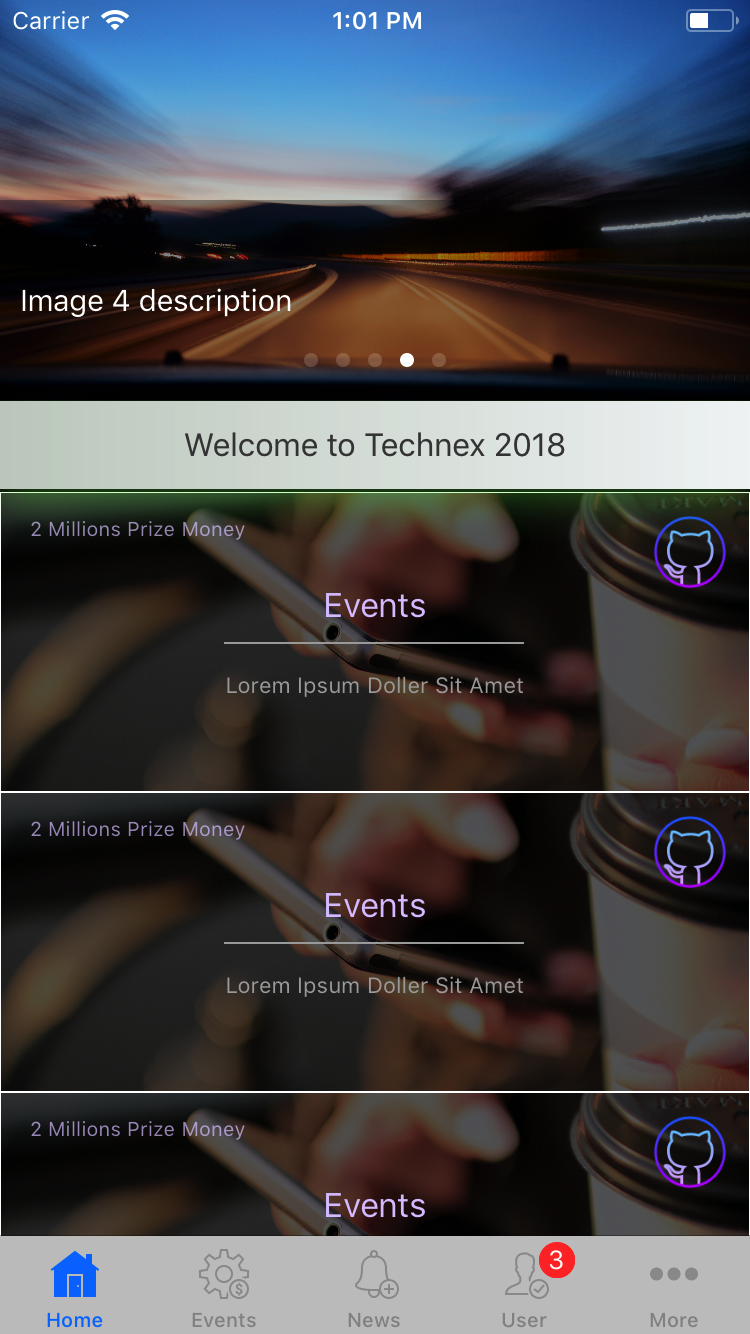 Carrier 1:01 PM
Image 4 description
Welcome to Technex 2018
2 Millions Prize Money
Events
Lorem Ipsum Doller Sit Amet
2 Millions Prize Money
Events
Lorem Ipsum Doller Sit Amet
2 Millions Prize Money
Events
3
Home Events News User More